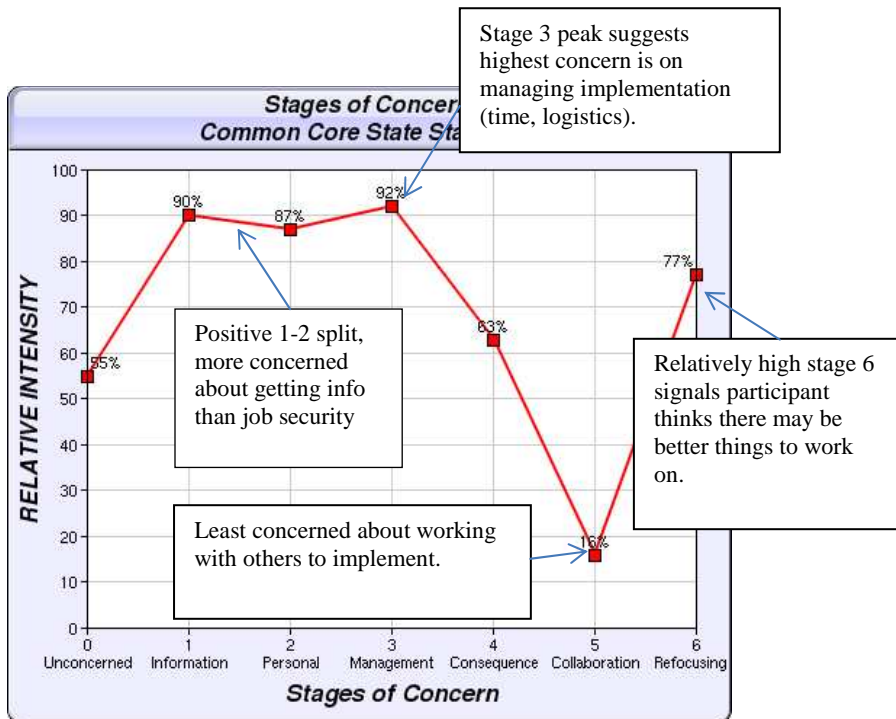 Stage 3 peak suggests
highest concern is on
managing implementation
(time, logistics).
Stages of Concer
Common Core State Sta
RELATIVE INTENSITY
100
90
80
70
60
50
40
30
20
10
0
55%
90%
87%
92%
63%
16%
77%
Positive 1-2 split,
more concerned
about getting info
than job security
Relatively high stage 6
signals participant
thinks there may be
better things to work
on.
Least concerned about working
with others to implement.
0 1 2 3 4 5 6
Unconcerned Information Personal Management Consequence Collaboration Refocusing
Stages of Concern